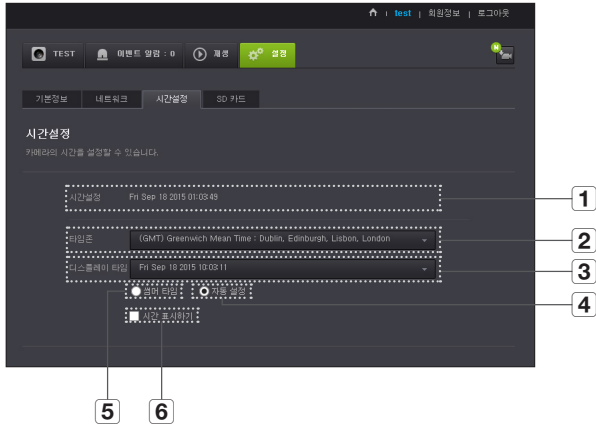 test | 회원정보 | 로그아웃
TEST 이벤트 알람 : 0 재생 설정
N
기본정보 네트워크 시간설정 SD 카드
시간설정
카메라의 시간을 설정할 수 있습니다.
시간설정 Fri Sep 18 2015 01:03:49
1
타임존 (GMT) Greenwich Mean Time : Dublin, Edinburgh, Lisbon, London
2
디스플레이 타임 Fri Sep 18 2015 10:03:11
3
썸머 타임 자동 설정
4
시간 표시하기
5 6